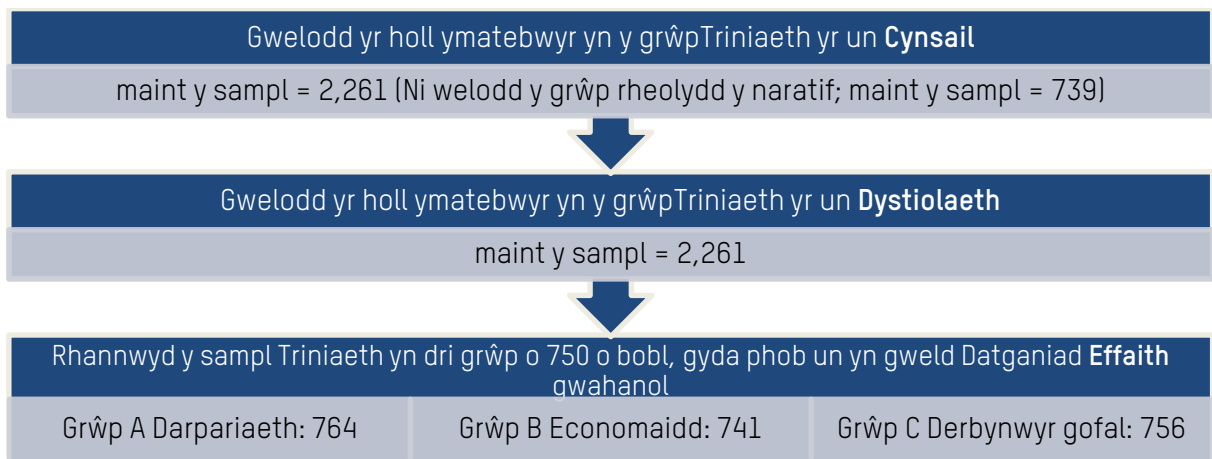 Gwelodd yr holl ymatebwyr yn y grŵpTriniaeth yr un Cynsail
maint y sampl = 2,261 (Ni welodd y grŵp rheolydd y naratif; maint y sampl = 739)
Gwelodd yr holl ymatebwyr yn y grŵpTriniaeth yr un Dystiolaeth
maint y sampl = 2,261
Rhannwyd y sampl Triniaeth yn dri grŵp o 750 o bobl, gyda phob un yn gweld Datganiad Effaith
gwahanol
Grŵp A Darpariaeth: 764
Grŵp B Economaidd: 741
Grŵp C Derbynwyr gofal: 756